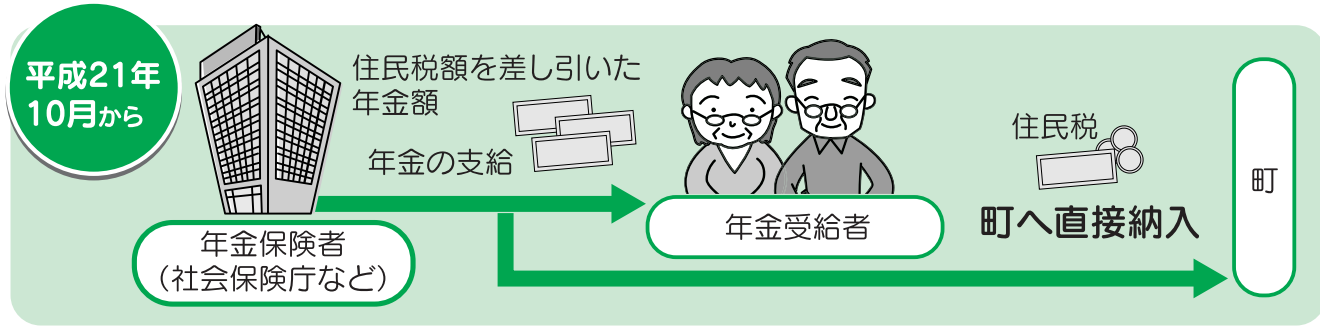 平成21年
10月から
住民税額を差し引いた
年金額
年金の支給
年金保険者
（社会保険庁など）
年金受給者
住民税
町へ直接納入
町